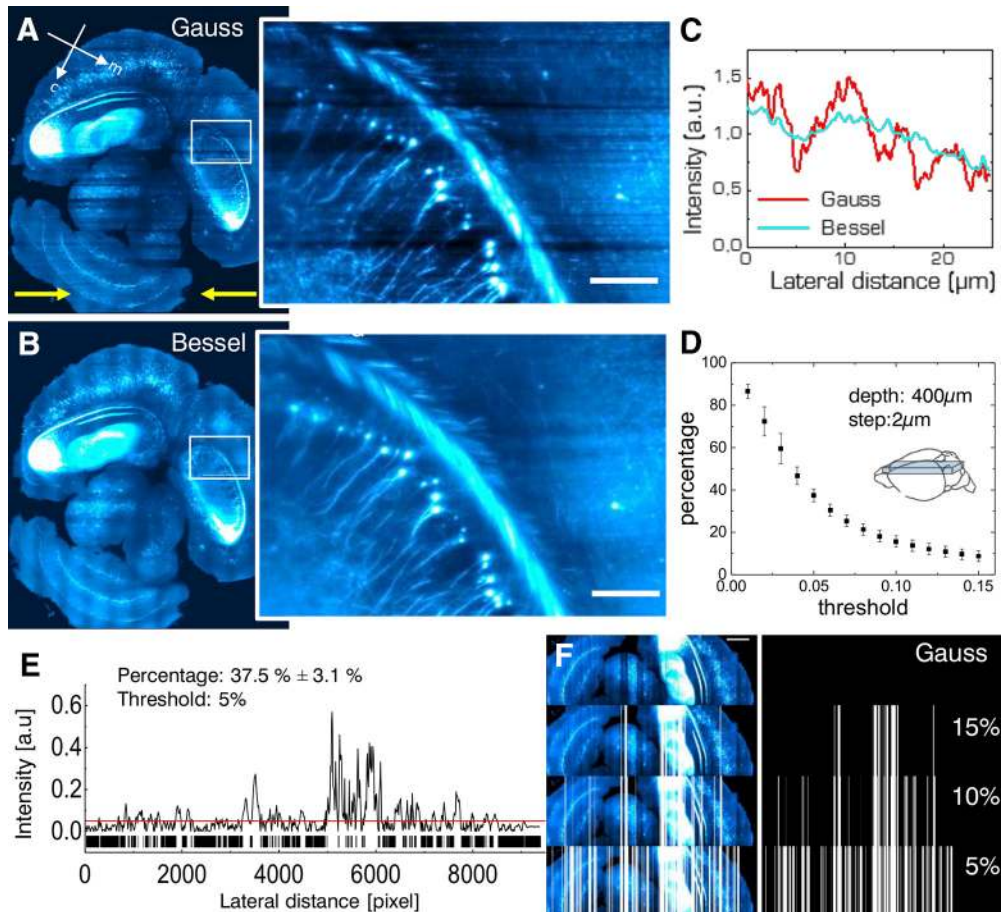 A
Gauss
c
m
B
Bessel
C
Intensity [a.u.]
1.5
1.0
0.5
0.0
Gauss
Bessel
0
10
20
Lateral distance [µm]
D
percentage
100
80
60
40
20
0
depth: 400µm
step:2µm
0.00
0.05
0.10
0.15
threshold
E
Percentage: 37.5 % ± 3.1 %
Threshold: 5%
Intensity [a.u]
0.6
0.4
0.2
0.0
0
2000
4000
6000
8000
Lateral distance [pixel]
F
Gauss
15%
10%
5%